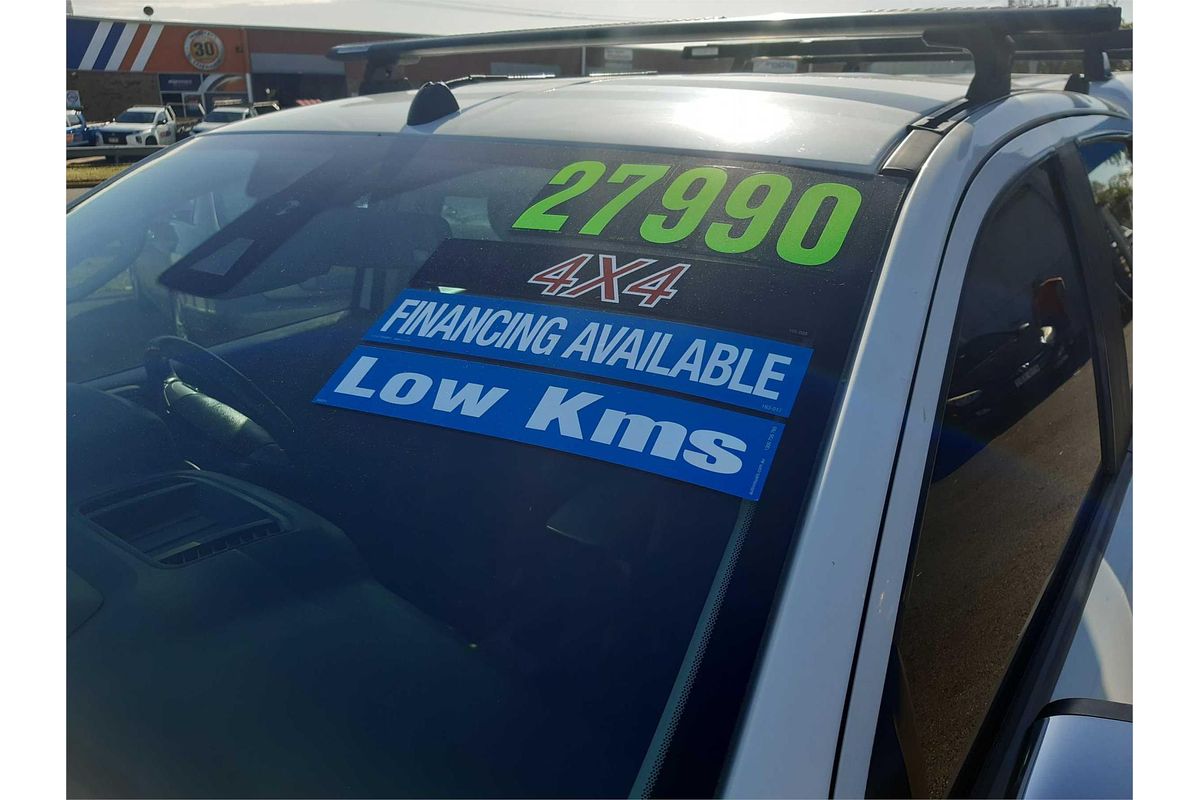 30
27990
4X4
FINANCING AVAILABLE
Low Kms